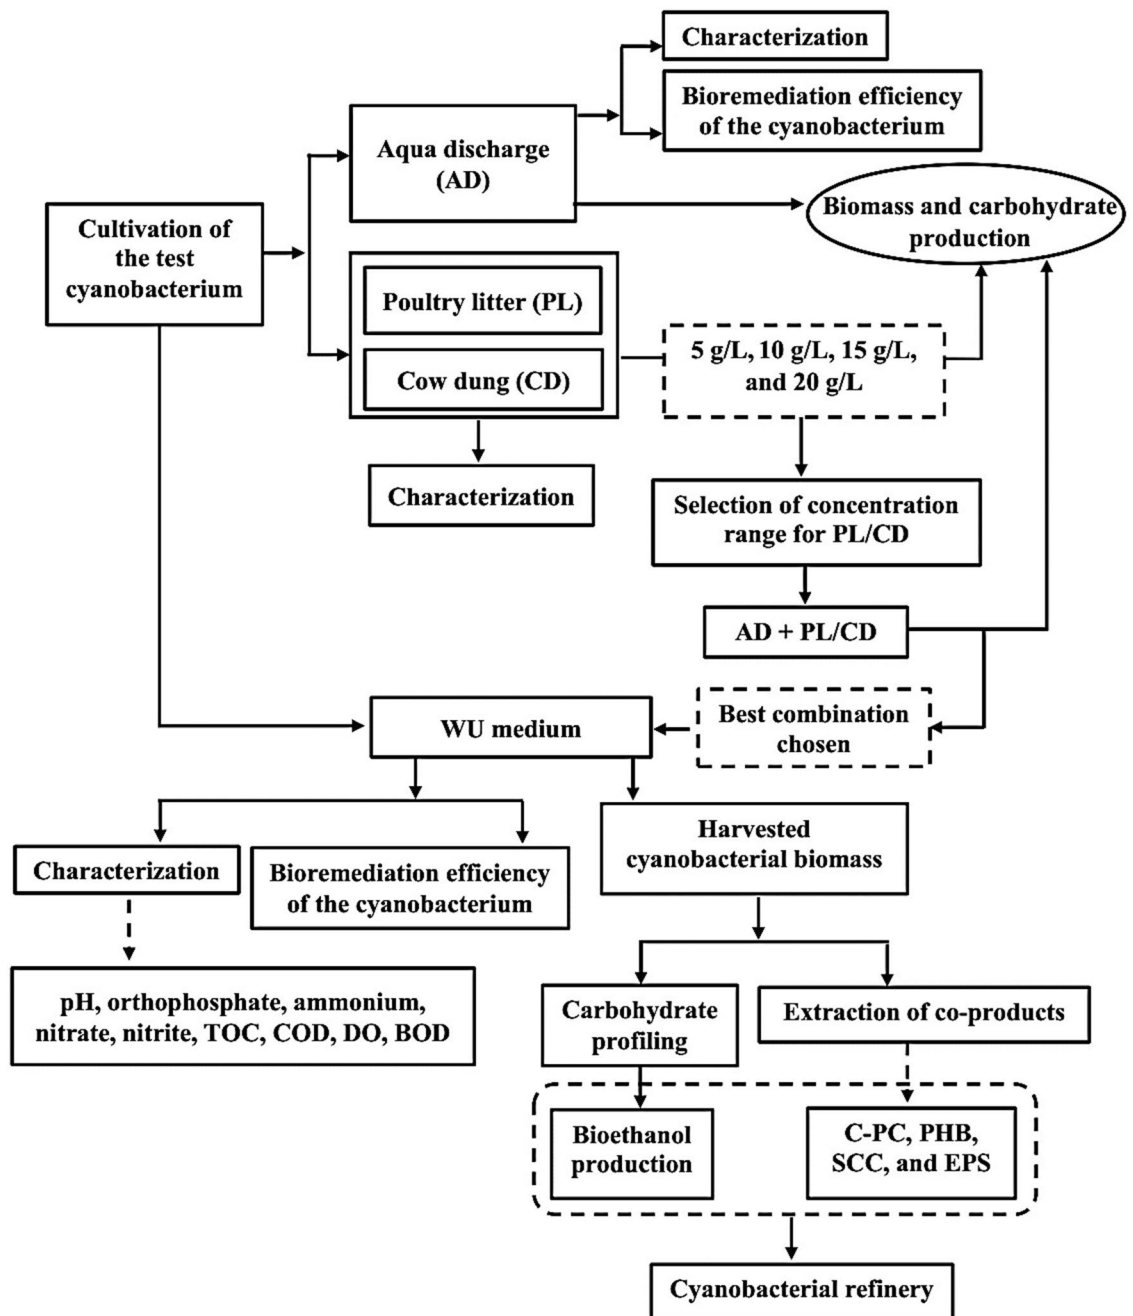 Characterization
Bioremediation efficiency
of the cyanobacterium
Aqua discharge
(AD)
Biomass and carbohydrate
production
Cultivation of
the test
cyanobacterium
Poultry litter (PL)
Cow dung (CD)
5 g/L, 10 g/L, 15 g/L,
and 20 g/L
Characterization
Selection of concentration
range for PL/CD
AD + PL/CD
WU medium
Best combination
chosen
Characterization
Bioremediation efficiency
of the cyanobacterium
Harvested
cyanobacterial biomass
pH, orthophosphate, ammonium,
nitrate, nitrite, TOC, COD, DO, BOD
Carbohydrate
profiling
Extraction of co-products
Bioethanol
production
C-PC, PHB,
SCC, and EPS
Cyanobacterial refinery